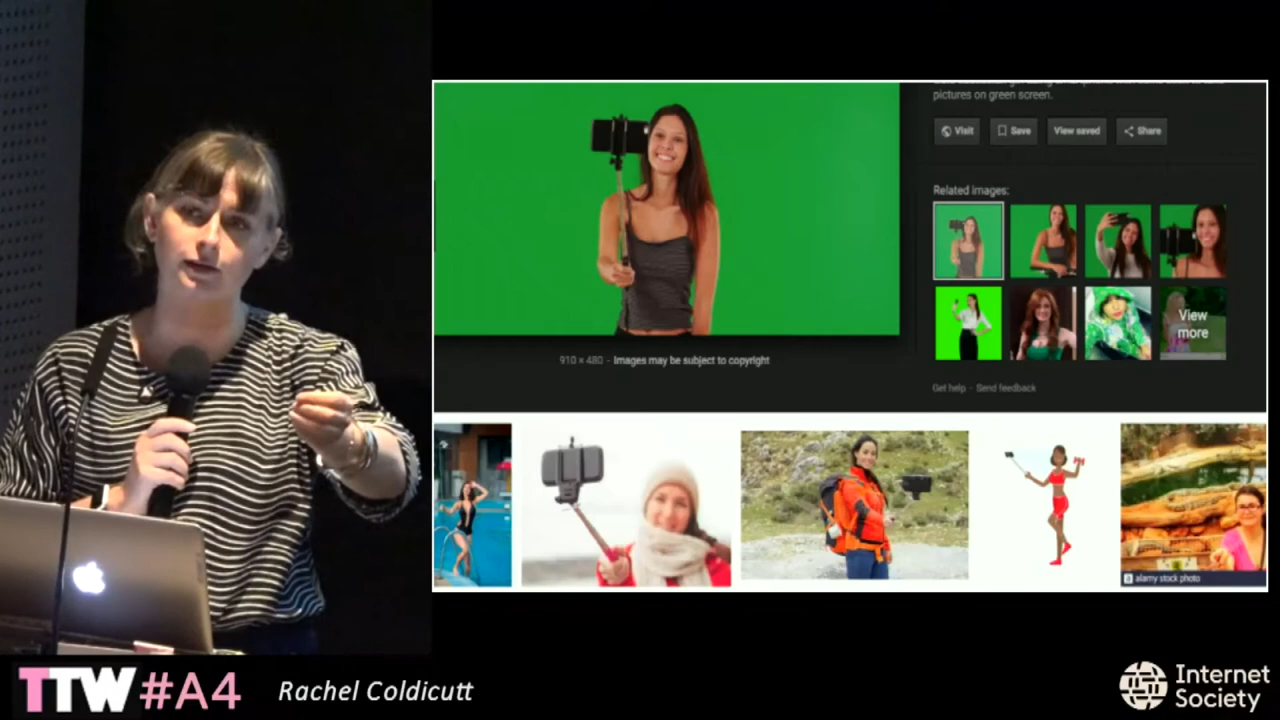 pictures on green screen.
Visit
Save
View saved
Share
Related images:
View
more
910 × 480 - Images may be subject to copyright
Get help - Send feedback
a alamy stock photo
TTW#A4
Rachel Coldicutt
Internet
Society